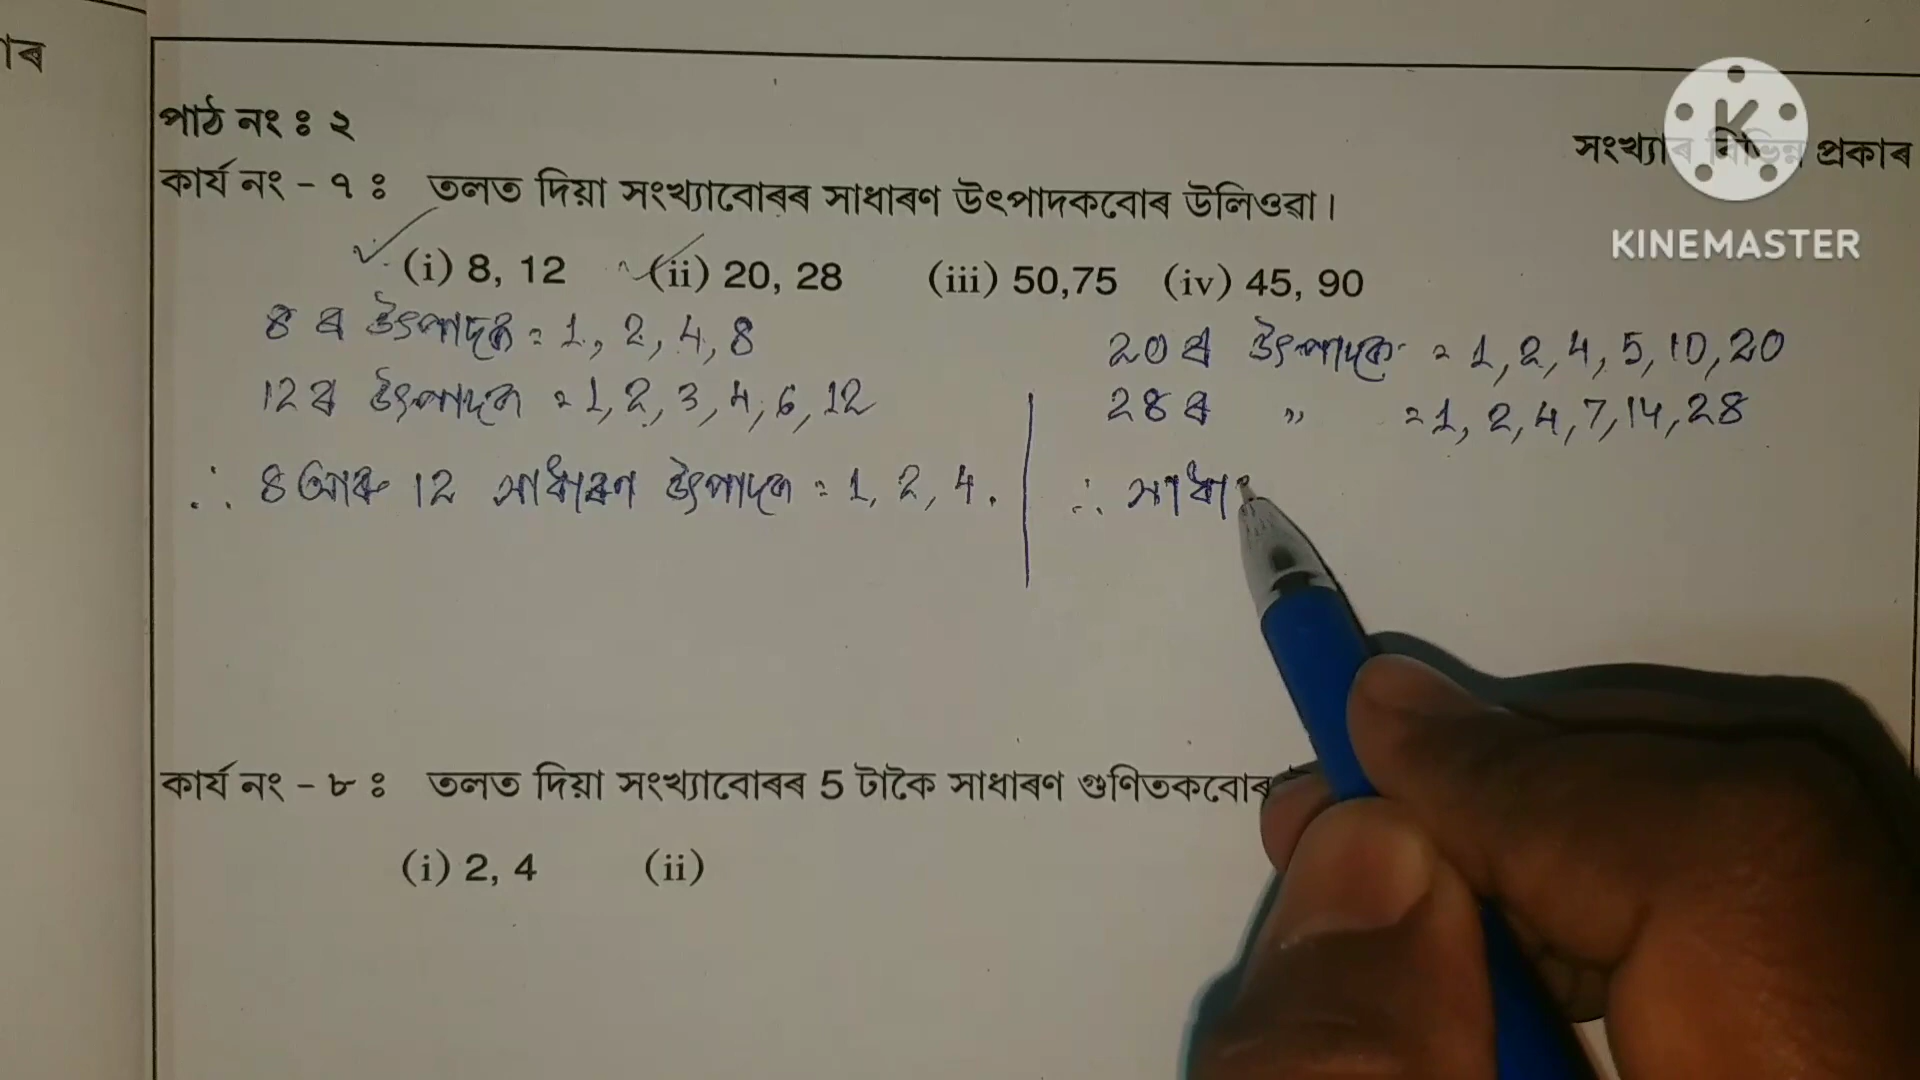 াৰ
পাঠ নং ঃ ২
সংখ্যাৰ বিভিন্ন প্ৰকাৰ
KINEMASTER
কাৰ্য নং - ৭ ঃ তলত দিয়া সংখ্যাবোৰৰ সাধাৰণ উৎপাদকবোৰ উলিওৱা।
(i) 8, 12 (ii) 20, 28 (iii) 50,75 (iv) 45, 90
8 ৰ উৎপাদক = 1, 2, 4, 8
12ৰ উৎপাদক = 1, 2, 3, 4, 6, 12
∴ 8 আৰু 12 সাধাৰণ উৎপাদক = 1, 2, 4.
20ৰ উৎপাদক = 1, 2, 4, 5, 10, 20
28ৰ " = 1, 2, 4, 7, 14, 28
∴ সাধা
কাৰ্য নং - ৮ ঃ তলত দিয়া সংখ্যাবোৰৰ 5 টাকৈ সাধাৰণ গুণিতকবোৰ
(i) 2, 4 (ii)